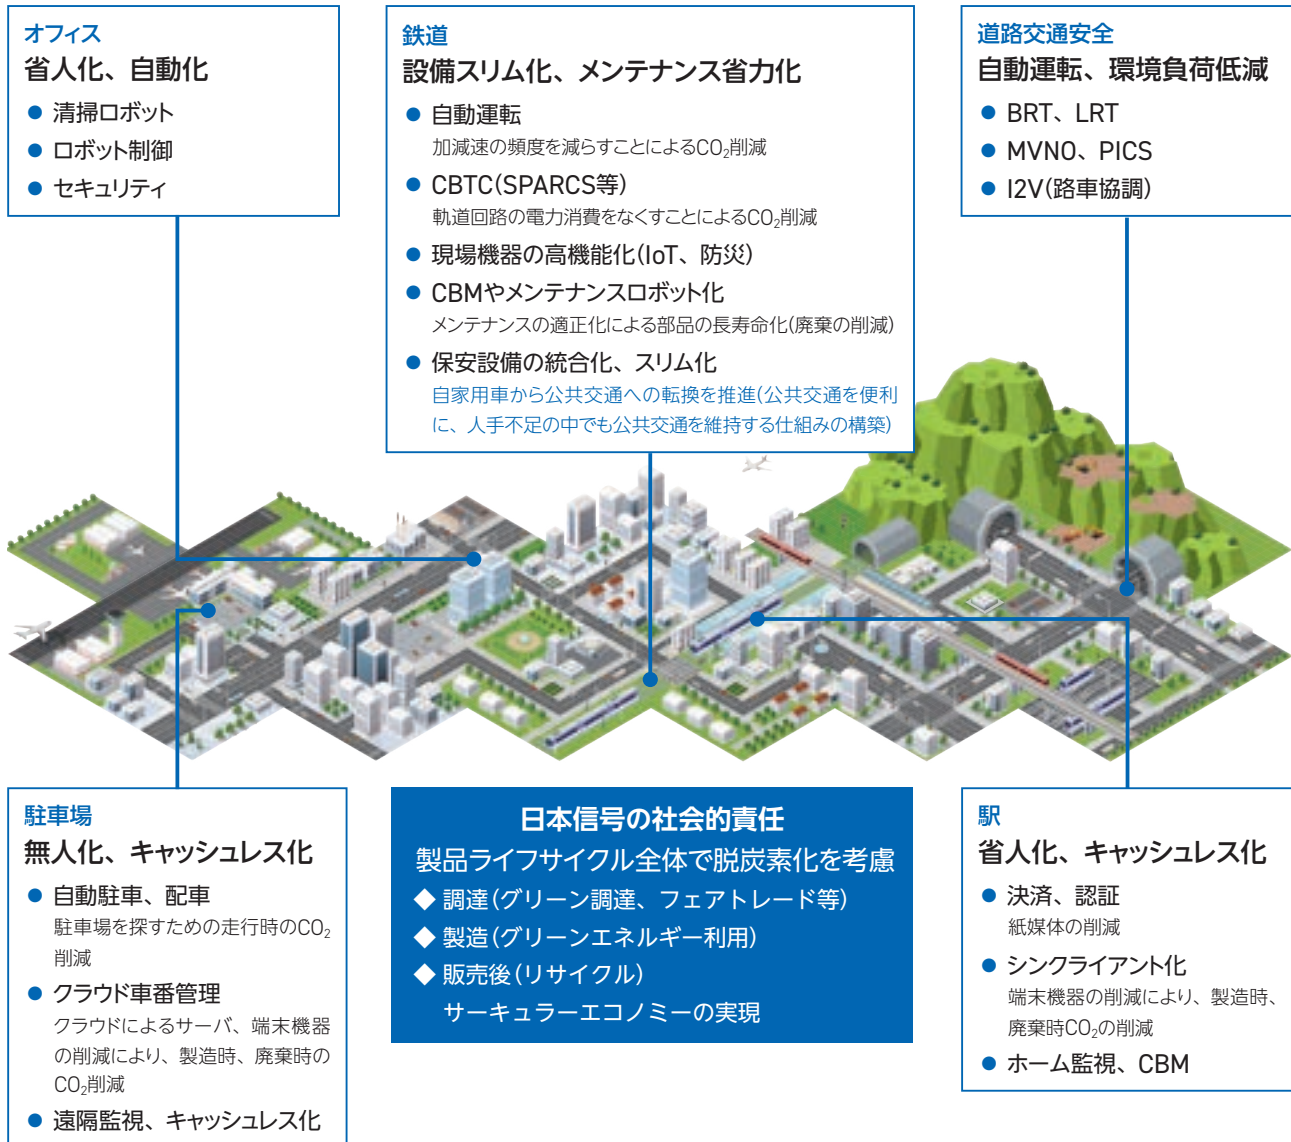 オフィス
省人化、自動化
● 清掃ロボット
● ロボット制御
● セキュリティ
鉄道
設備スリム化、メンテナンス省力化
● 自動運転
加減速の頻度を減らすことによるCO₂削減
● CBTC(SPARCS等)
軌道回路の電力消費をなくすことによるCO₂削減
● 現場機器の高機能化(IoT、防災)
● CBMやメンテナンスロボット化
メンテナンスの適正化による部品の長寿命化(廃棄の削減)
● 保安設備の統合化、スリム化
自家用車から公共交通への転換を推進(公共交通を便利
に、人手不足の中でも公共交通を維持する仕組みの構築)
道路交通安全
自動運転、環境負荷低減
● BRT、LRT
● MVNO、PICS
● I2V(路車協調)
駐車場
無人化、キャッシュレス化
● 自動駐車、配車
駐車場を探すための走行時のCO₂
削減
● クラウド車番管理
クラウドによるサーバ、端末機器
の削減により、製造時、廃棄時の
CO₂削減
● 遠隔監視、キャッシュレス化
日本信号の社会的責任
製品ライフサイクル全体で脱炭素化を考慮
◆ 調達(グリーン調達、フェアトレード等)
◆ 製造(グリーンエネルギー利用)
◆ 販売後(リサイクル)
サーキュラーエコノミーの実現
駅
省人化、キャッシュレス化
● 決済、認証
紙媒体の削減
● シンクライアント化
端末機器の削減により、製造時、
廃棄時CO₂の削減
● ホーム監視、CBM